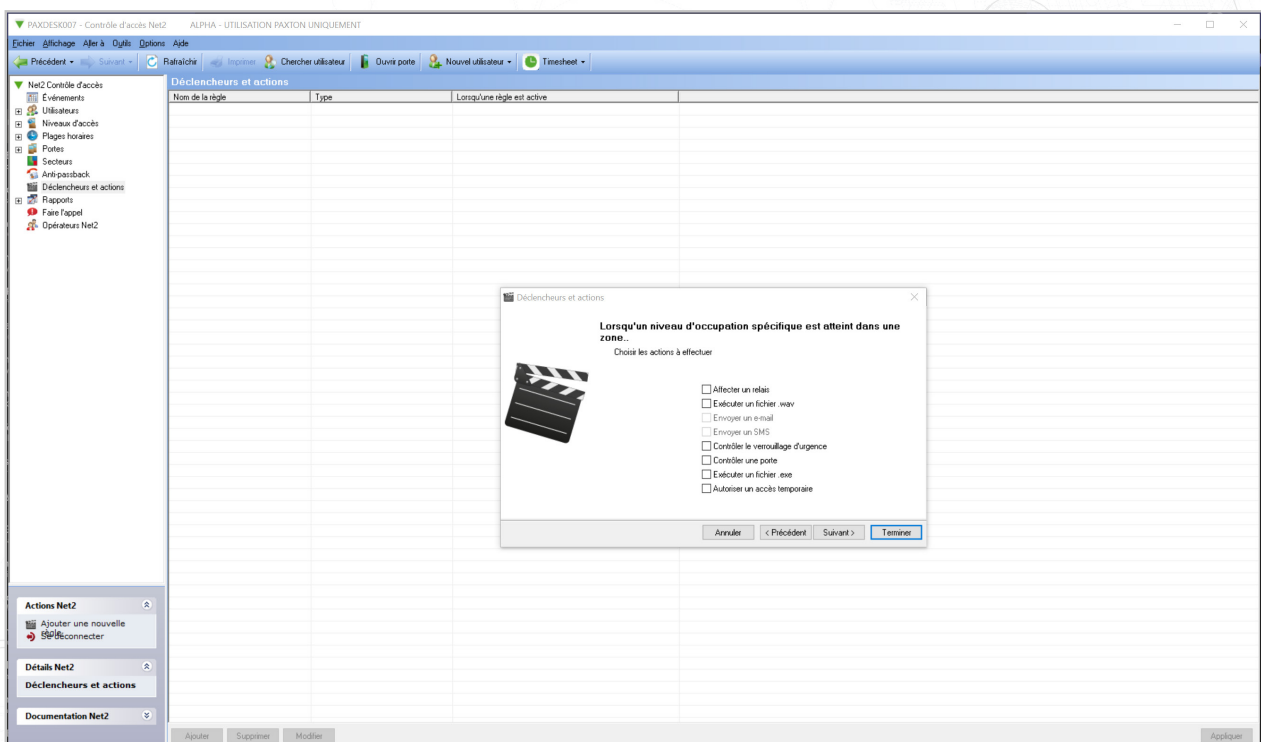 PAXDESK007 - Contrôle d'accès Net2 ALPHA - UTILISATION PAXTON UNIQUEMENT
Fichier Affichage Aller à Outils Options Aide
Précédent Suivant Rafraîchir Imprimer Chercher utilisateur Ouvrir porte Nouvel utilisateur Timesheet
Net2 Contrôle d'accès
Événements
Utilisateurs
Niveaux d'accès
Plages horaires
Portes
Secteurs
Anti-passback
Déclencheurs et actions
Rapports
Faire l'appel
Opérateurs Net2
Déclencheurs et actions
Nom de la règle Type Lorsqu'une règle est active
Déclencheurs et actions
Lorsqu'un niveau d'occupation spécifique est atteint dans une
zone..
Choisir les actions à effectuer
Affecter un relais
Exécuter un fichier .wav
Envoyer un e-mail
Envoyer un SMS
Contrôler le verrouillage d'urgence
Contrôler une porte
Exécuter un fichier .exe
Autoriser un accès temporaire
Annuler < Précédent Suivant > Terminer
Actions Net2
Ajouter une nouvelle
règle
Se déconnecter
Détails Net2
Déclencheurs et actions
Documentation Net2
Ajouter Supprimer Modifier Appliquer